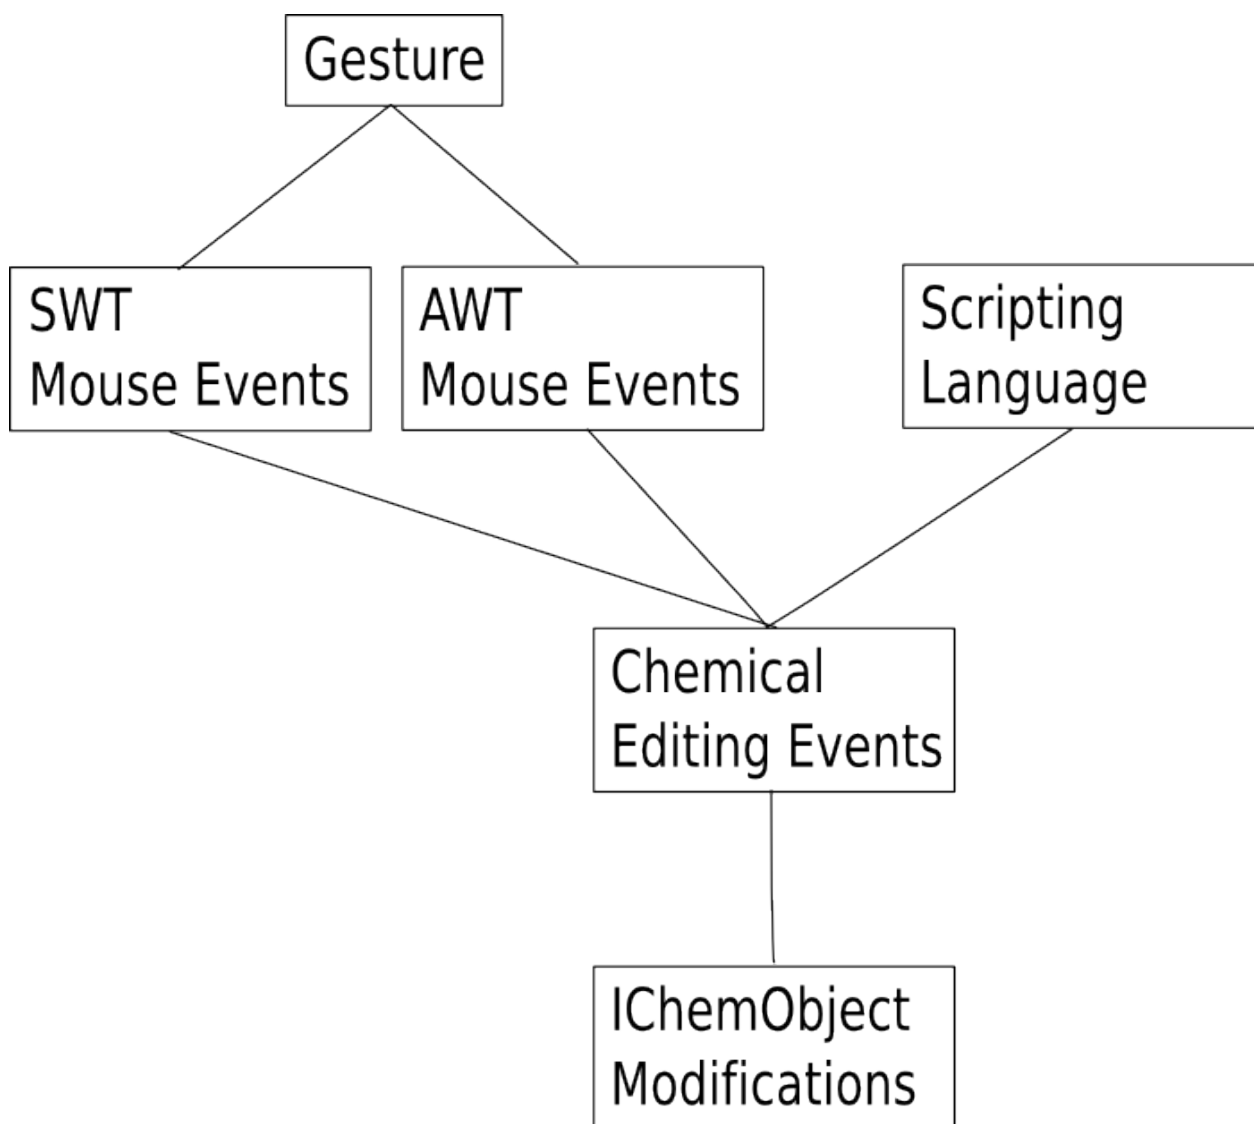 Gesture
SWT
Mouse Events
AWT
Mouse Events
Scripting
Language
Chemical
Editing Events
IChemObject
Modifications